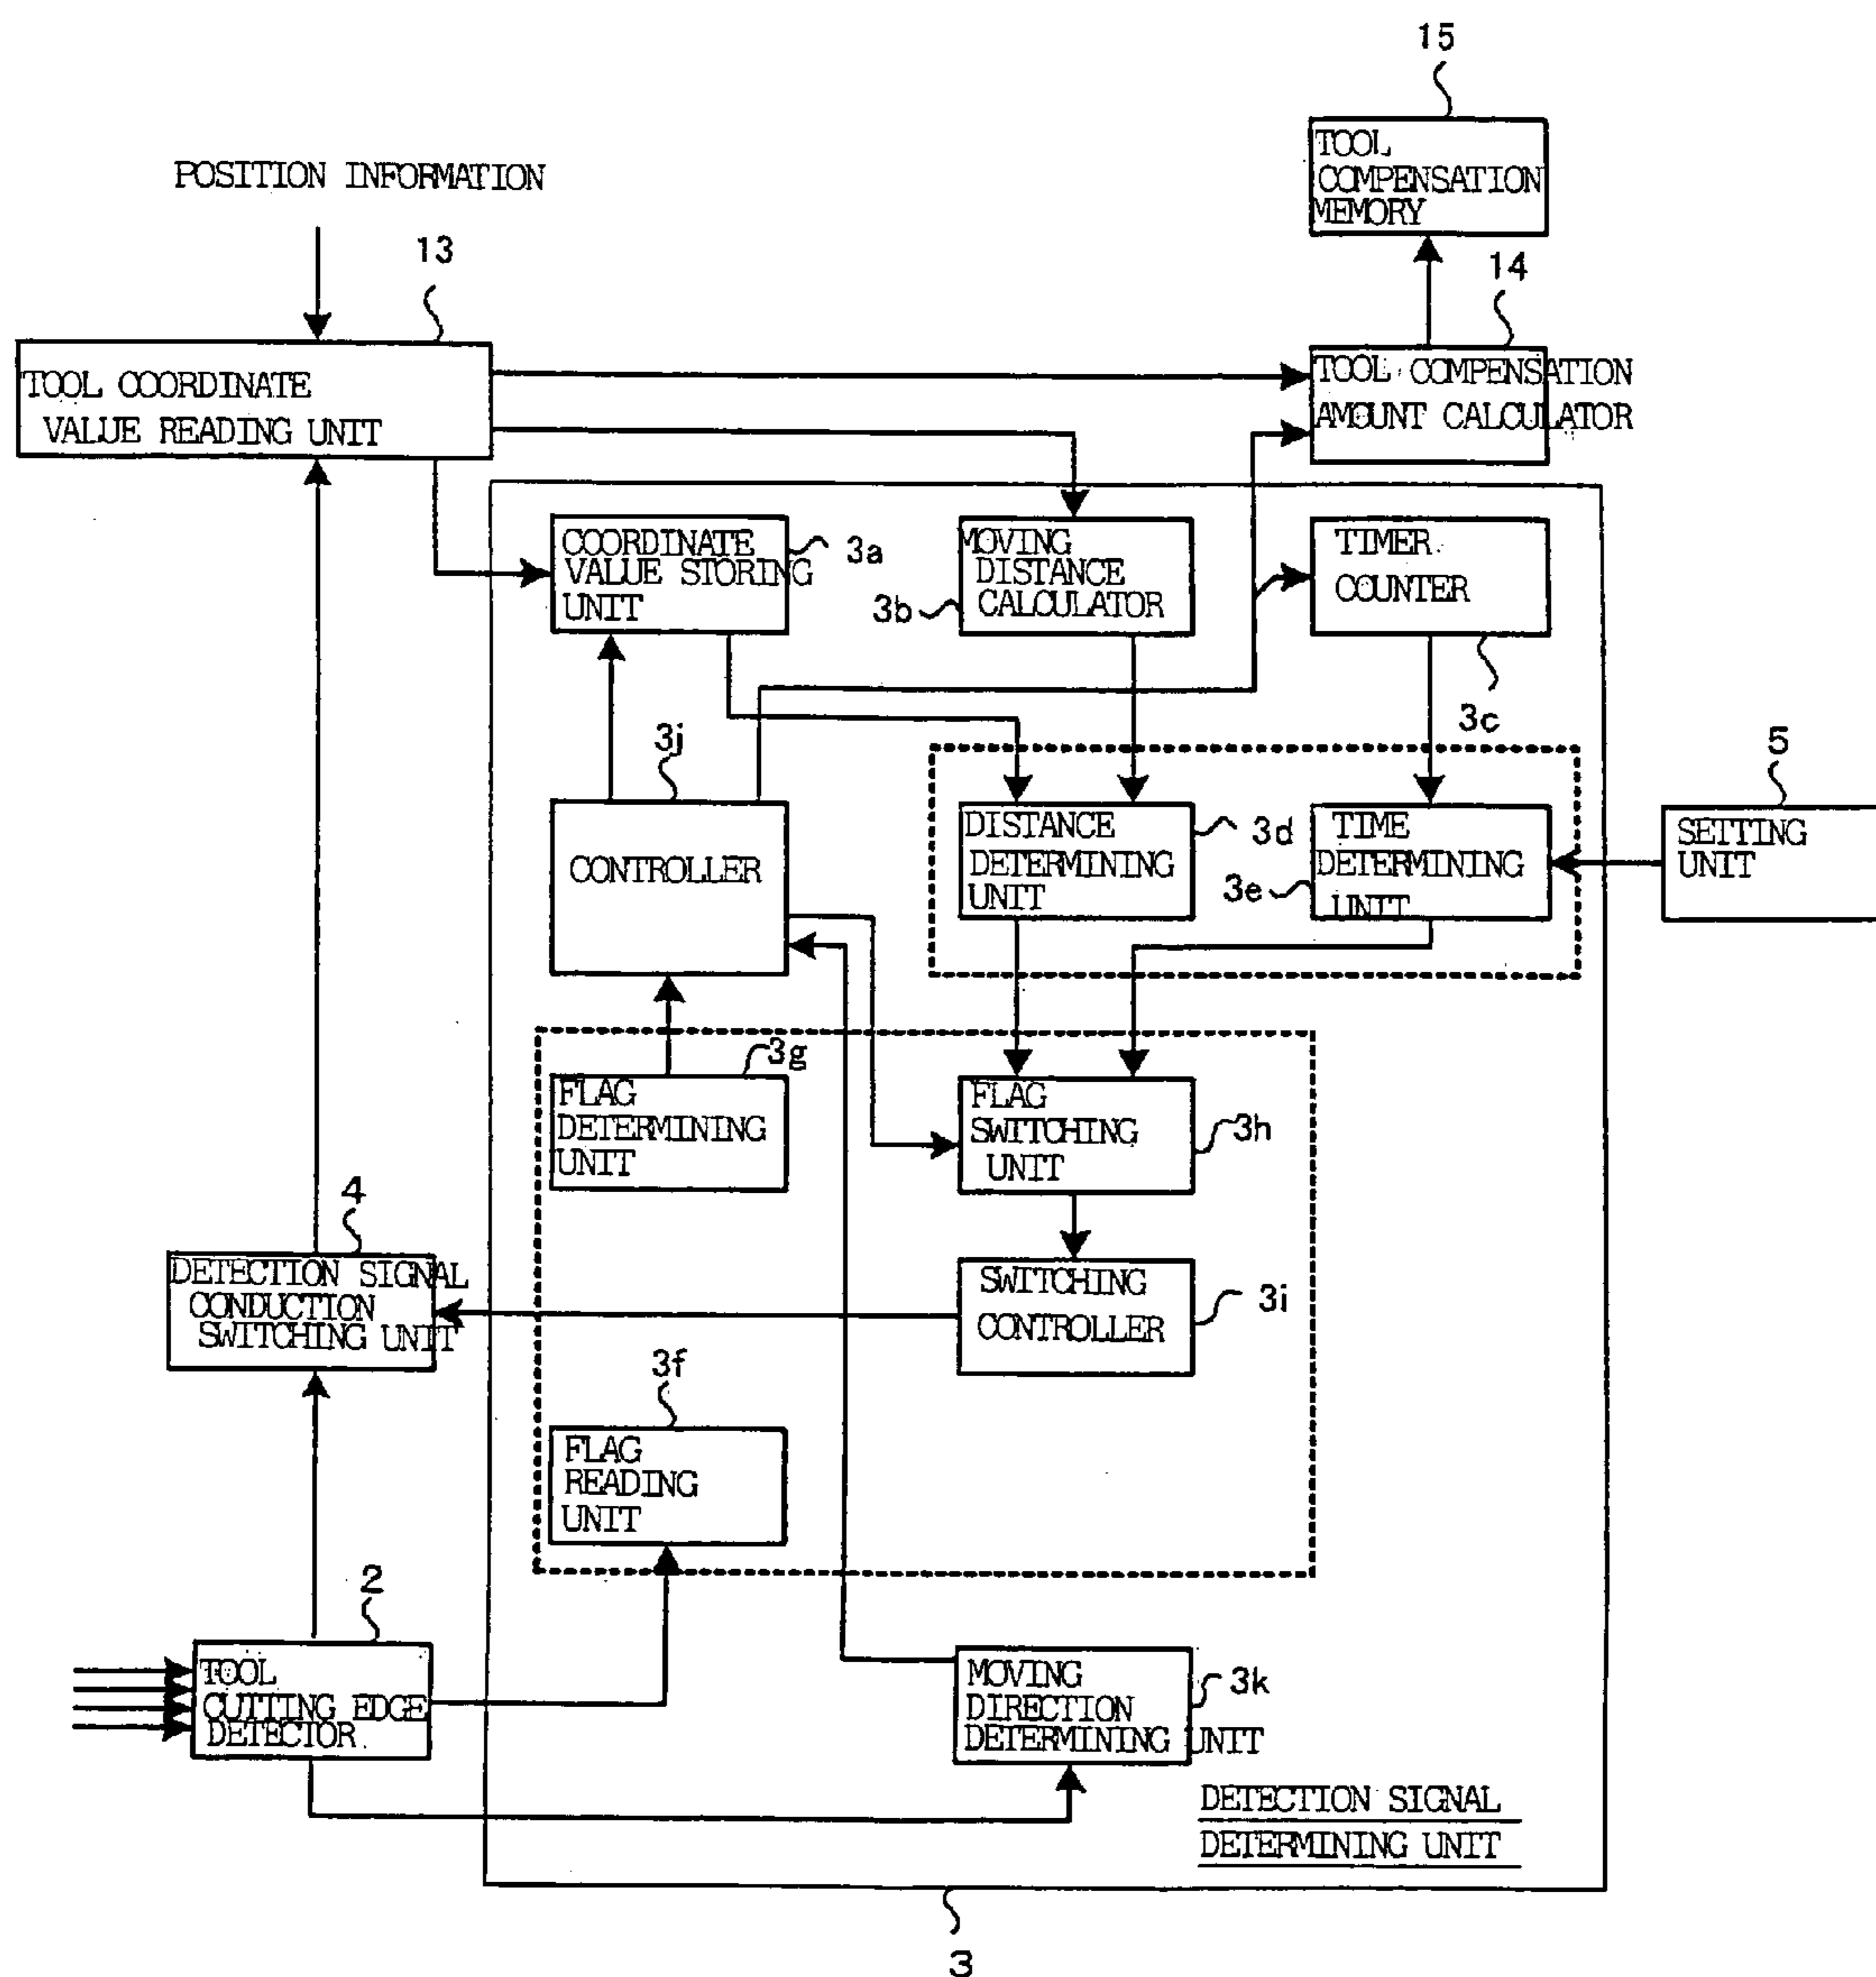 15
TOOL
COMPENSATION
MEMORY
POSITION INFORMATION
13
14
TOOL COORDINATE
VALUE READING UNIT
TOOL COMPENSATION
AMOUNT CALCULATOR
COORDINATE
VALUE STORING
UNIT
3a
MOVING
DISTANCE
CALCULATOR
3b
TIMER
COUNTER
3c
3j
CONTROLLER
DISTANCE
DETERMINING
UNIT
3d
TIME
DETERMINING
UNIT
3e
5
SETTING
UNIT
3g
FLAG
DETERMINING
UNIT
FLAG
SWITCHING
UNIT
3h
4
DETECTION SIGNAL
CONDUCTION
SWITCHING UNIT
SWITCHING
CONTROLLER
3i
3f
FLAG
READING
UNIT
2
TOOL
CUTTING EDGE
DETECTOR
MOVING
DIRECTION
DETERMINING UNIT
3k
DETECTION SIGNAL
DETERMINING UNIT
3